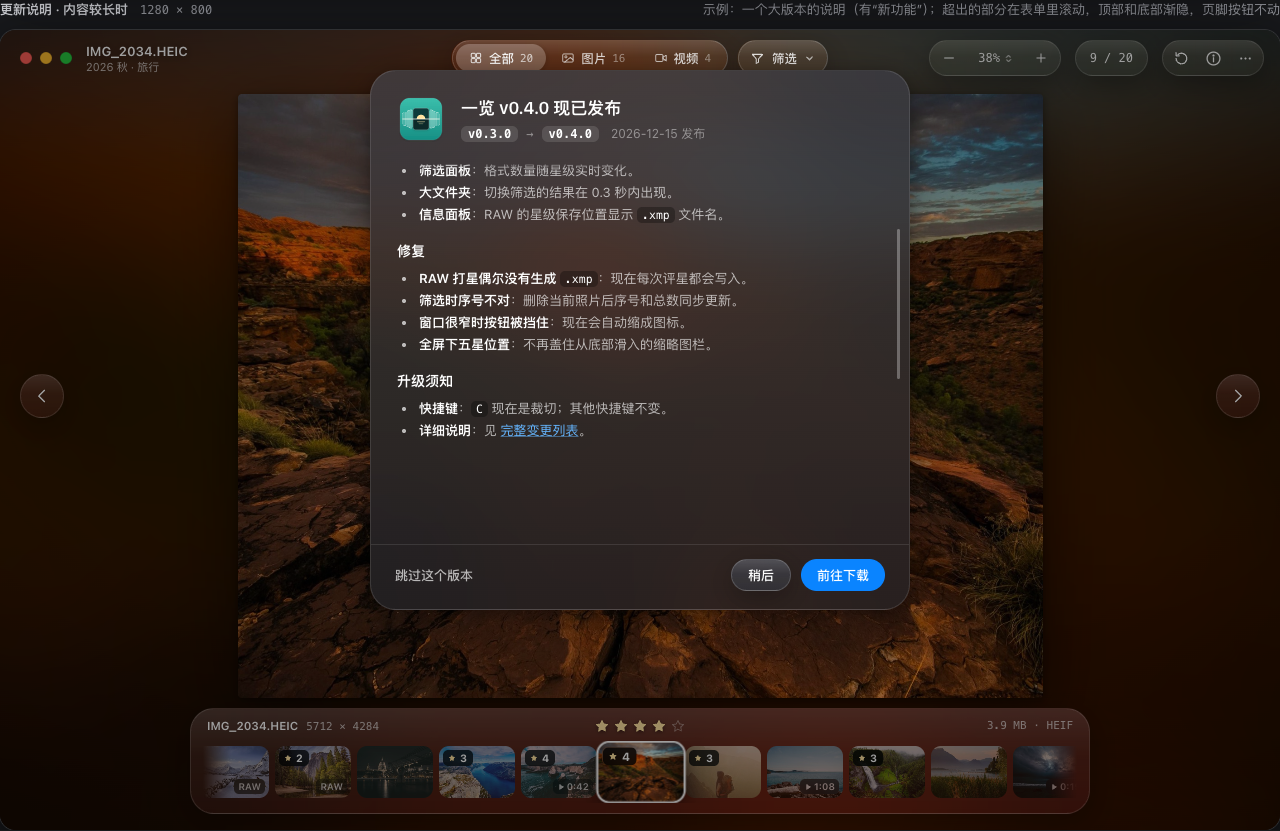 更新说明 · 内容较长时 1280 × 800
示例：一个大版本的说明（有“新功能”）；超出的部分在表单里滚动，顶部和底部渐隐，页脚按钮不动
IMG_2034.HEIC
2026 秋 · 旅行
全部 20 图片 16 视频 4 筛选
38%
9 / 20
一览 v0.4.0 现已发布
v0.3.0 → v0.4.0 2026-12-15 发布
• 筛选面板：格式数量随星级实时变化。
• 大文件夹：切换筛选的结果在 0.3 秒内出现。
• 信息面板：RAW 的星级保存位置显示 .xmp 文件名。
修复
• RAW 打星偶尔没有生成 .xmp：现在每次评星都会写入。
• 筛选时序号不对：删除当前照片后序号和总数同步更新。
• 窗口很窄时按钮被挡住：现在会自动缩成图标。
• 全屏下五星位置：不再盖住从底部滑入的缩略图栏。
升级须知
• 快捷键：C 现在是裁切；其他快捷键不变。
• 详细说明：见 完整变更列表。
跳过这个版本 稍后 前往下载
IMG_2034.HEIC 5712 × 4284
3.9 MB · HEIF
2 3 4 4 3 3
RAW RAW 0:42 1:08